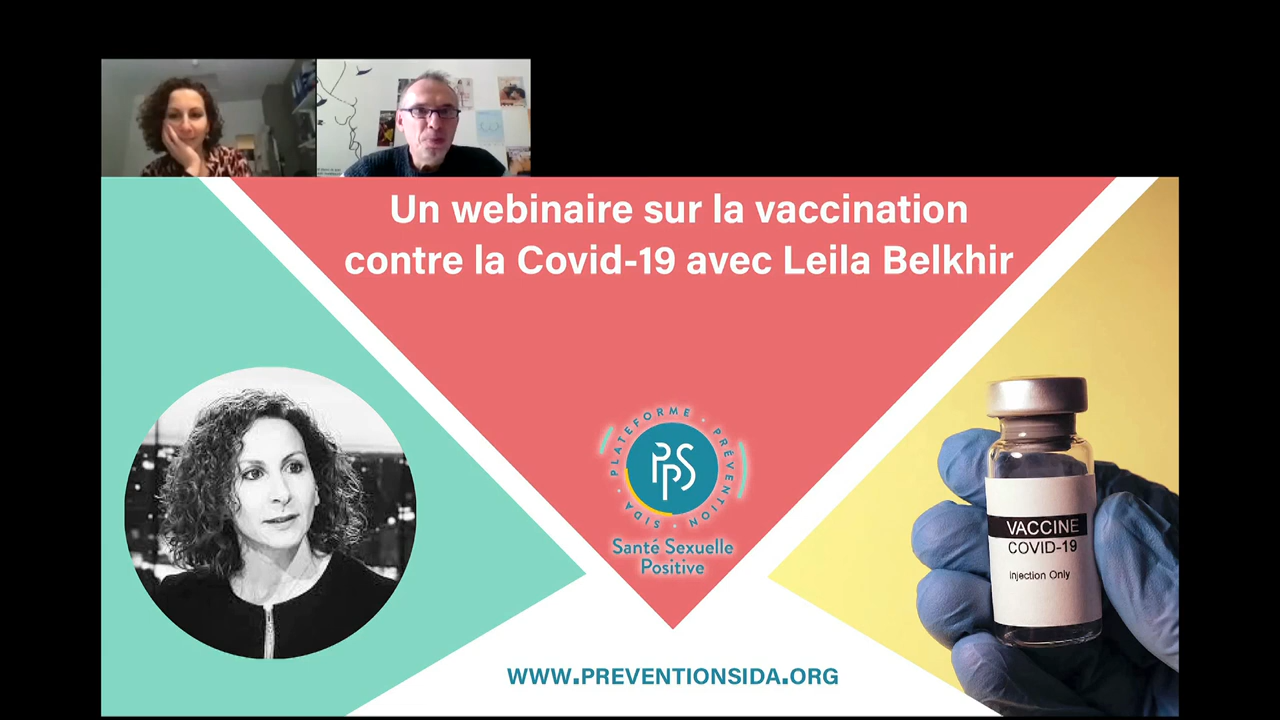 Un webinaire sur la vaccination
contre la Covid-19 avec Leila Belkhir
PLATEFORME · PRÉVENTION · SIDA ·
PPS
Santé Sexuelle
Positive
VACCINE
COVID-19
Injection Only
WWW.PREVENTIONSIDA.ORG